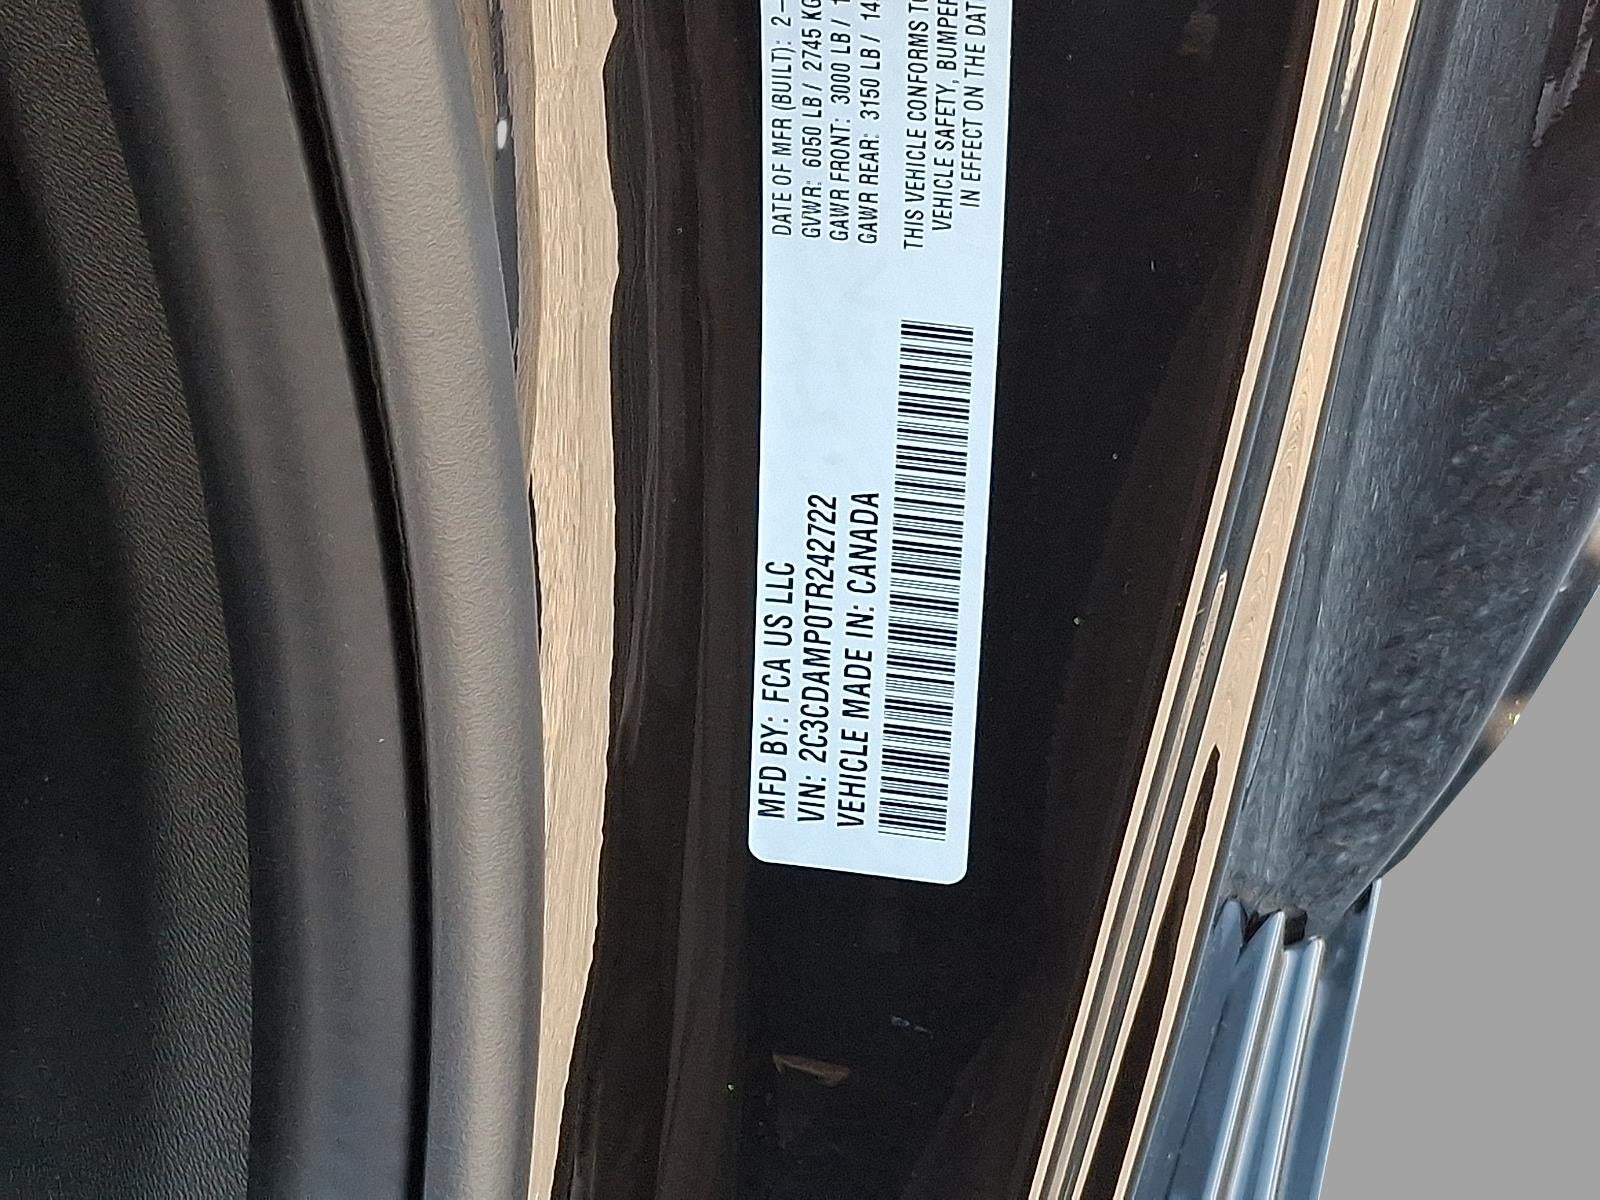 MFD BY: FCA US LLC
VIN: 2C3CDAMP0TR242722
VEHICLE MADE IN: CANADA
DATE OF MFR (BUILT): 2-
GVWR: 6050 LB / 2745 KG
GAWR FRONT: 3000 LB / 1
GAWR REAR: 3150 LB / 14
THIS VEHICLE CONFORMS TO
VEHICLE SAFETY, BUMPER
IN EFFECT ON THE DAT